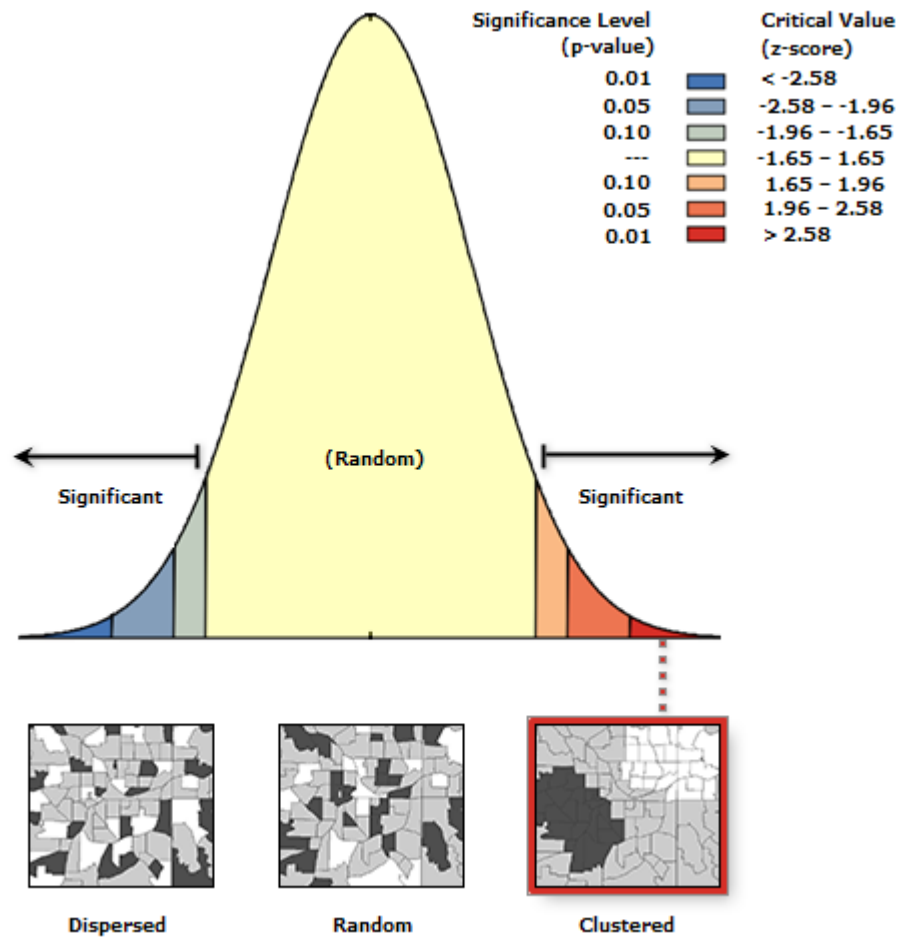 Significance Level (p-value) Critical Value (z-score)
0.01 < -2.58
0.05 -2.58 – -1.96
0.10 -1.96 – -1.65
--- -1.65 – 1.65
0.10 1.65 – 1.96
0.05 1.96 – 2.58
0.01 > 2.58
(Random)
Significant Significant
Dispersed Random Clustered